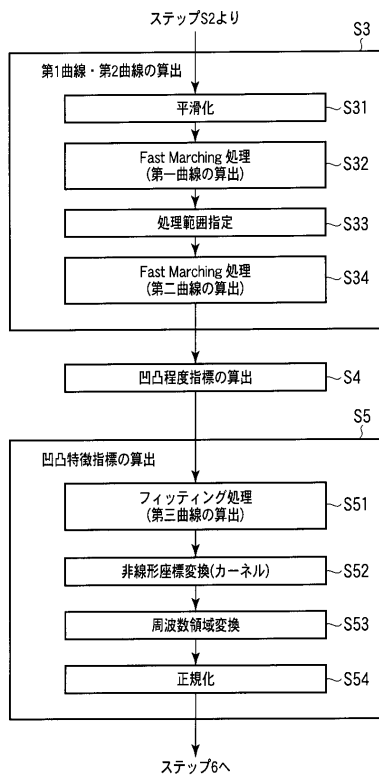 ステップS2より
S3
第1曲線・第2曲線の算出
平滑化
S31
Fast Marching 処理
(第一曲線の算出)
S32
処理範囲指定
S33
Fast Marching 処理
(第二曲線の算出)
S34
凹凸程度指標の算出
S4
S5
凹凸特徴指標の算出
フィッティング処理
(第三曲線の算出)
S51
非線形座標変換(カーネル)
S52
周波数領域変換
S53
正規化
S54
ステップ6へ